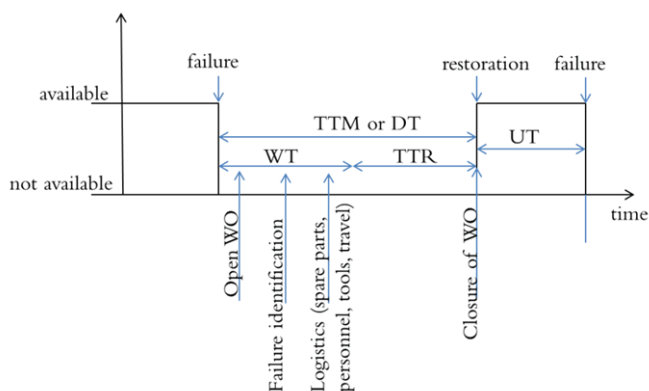 failure
restoration
failure
available
TTM or DT
UT
WT
TTR
not available
time
Open WO
Failure identification
Logistics (spare parts,
personnel, tools, travel)
Closure of WO